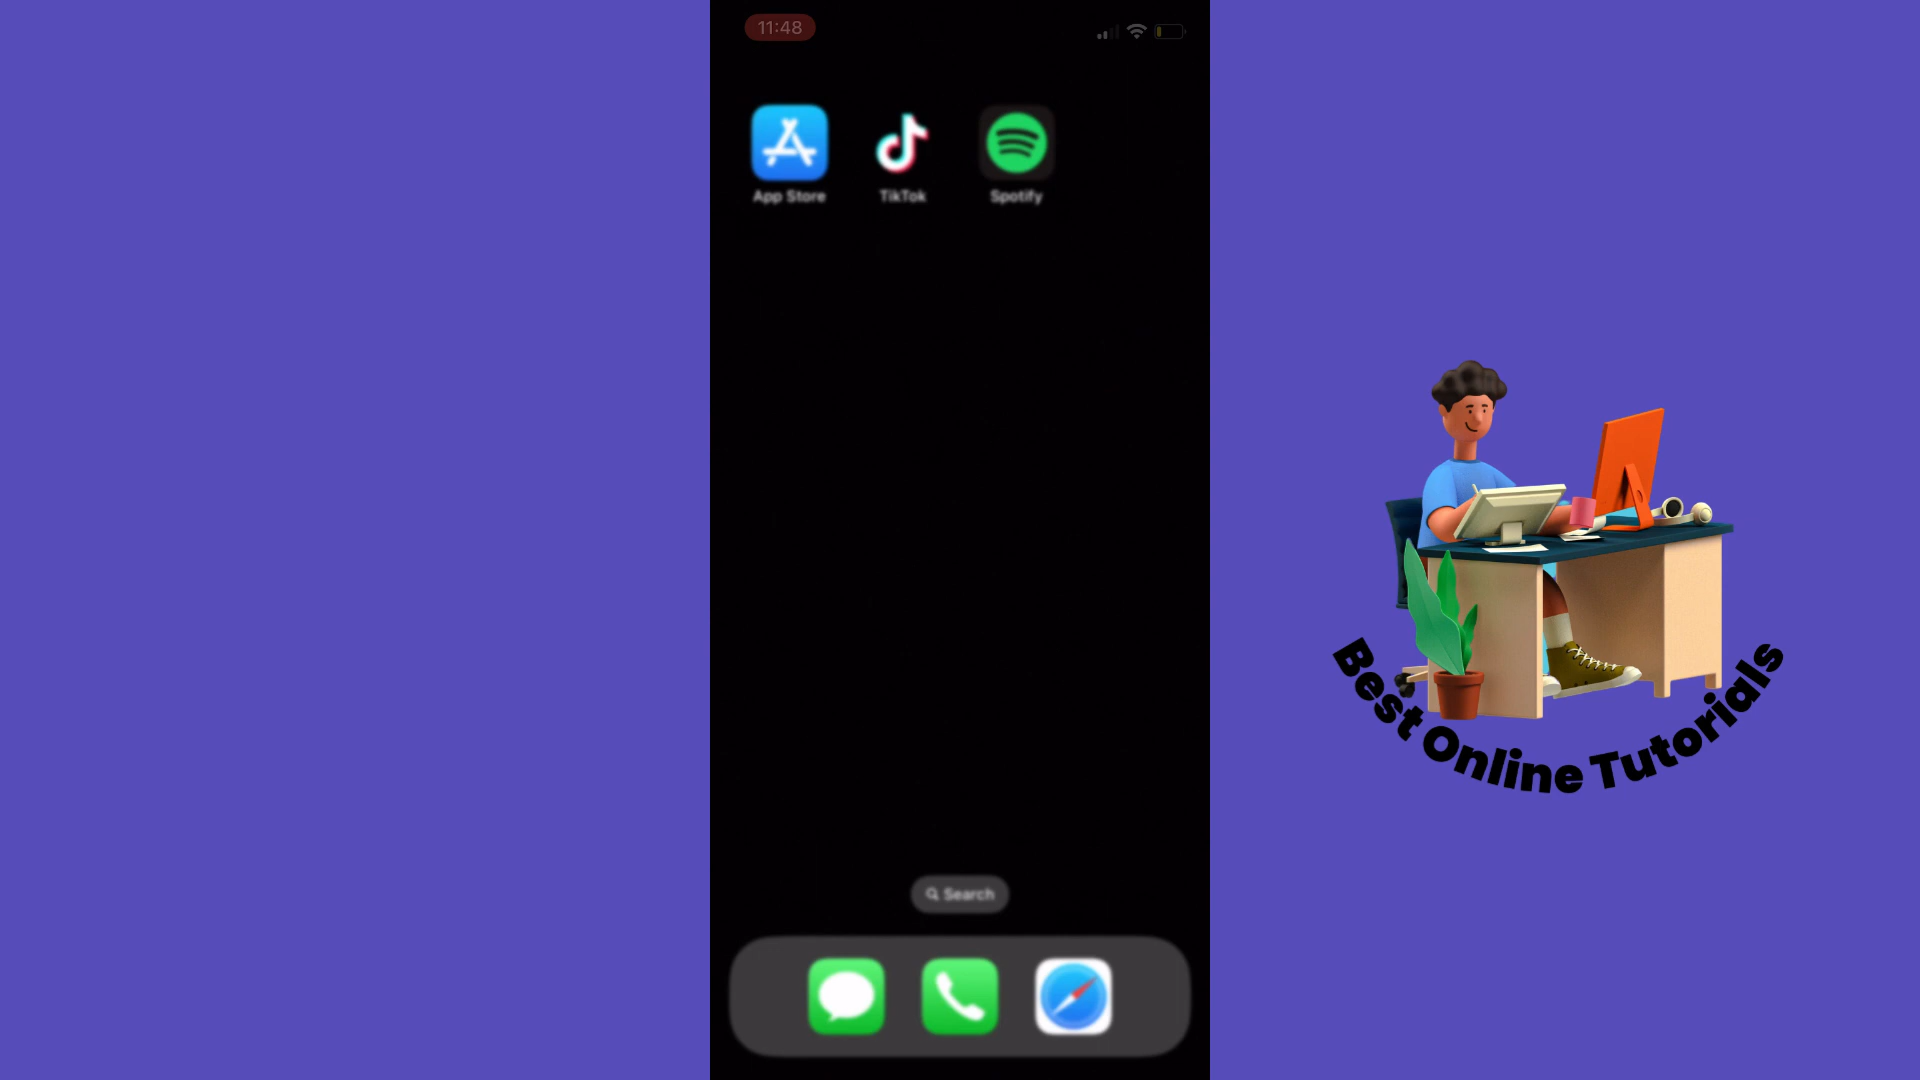 11:48
App Store
TikTok
Spotify
Search
Best Online Tutorials